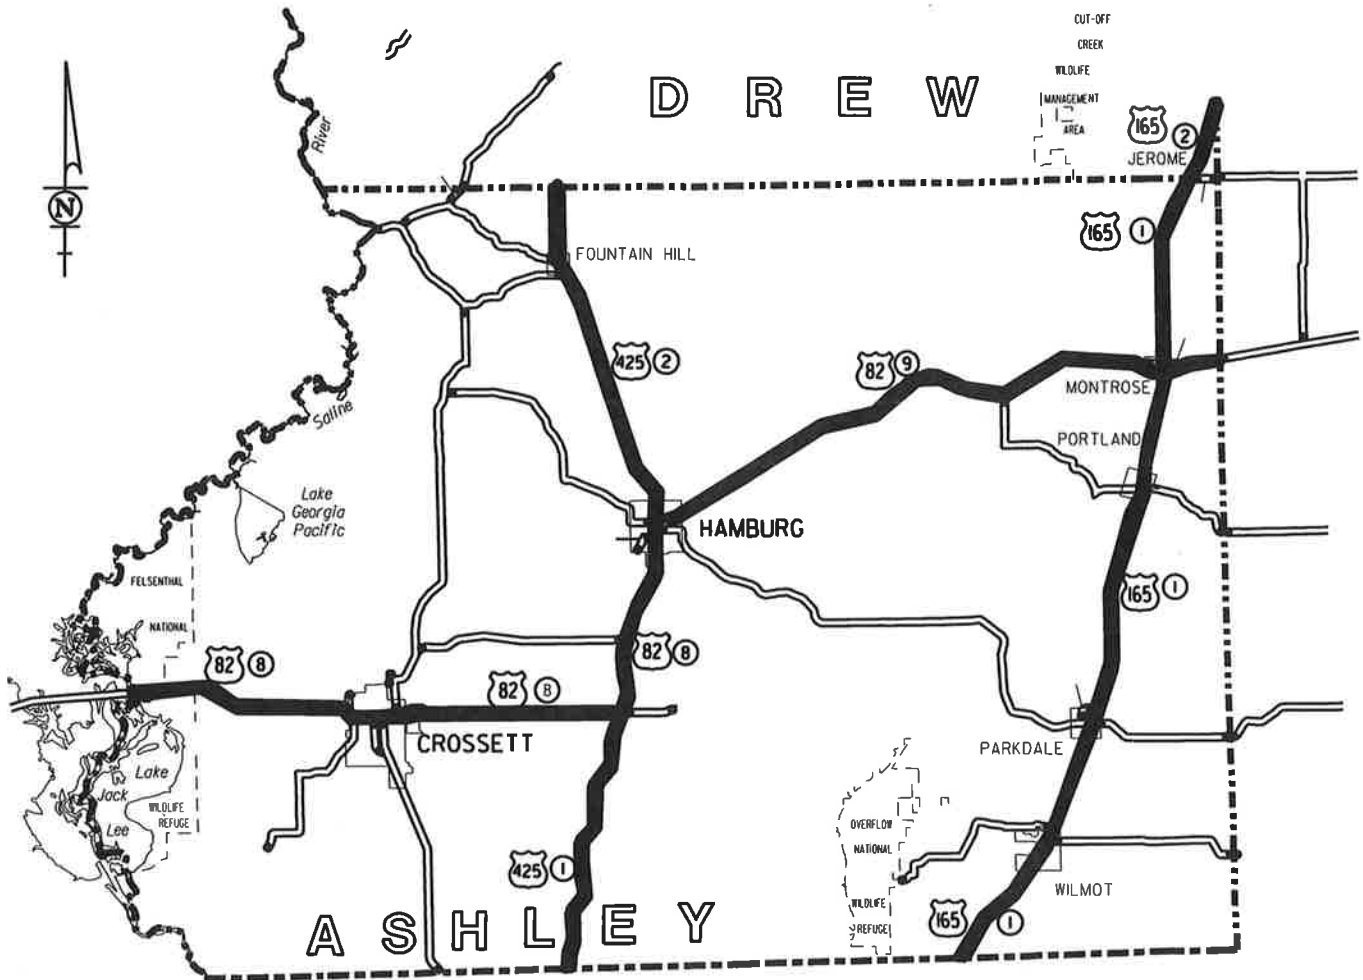 CUT-OFF
CREEK
WILDLIFE
MANAGEMENT
AREA
D R E W
165 2
JEROME
River
N
165 1
FOUNTAIN HILL
425 2
82 9
MONTROSE
Saline
PORTLAND
Lake
Georgia
Pacific
HAMBURG
FELSENTHAL
165 1
NATIONAL
82 8
82 8
82 8
CROSSETT
PARKDALE
Lake
Jack
Lee
WILDLIFE
REFUGE
OVERFLOW
NATIONAL
425 1
WILMOT
WILDLIFE
REFUGE
165 1
A S H L E Y